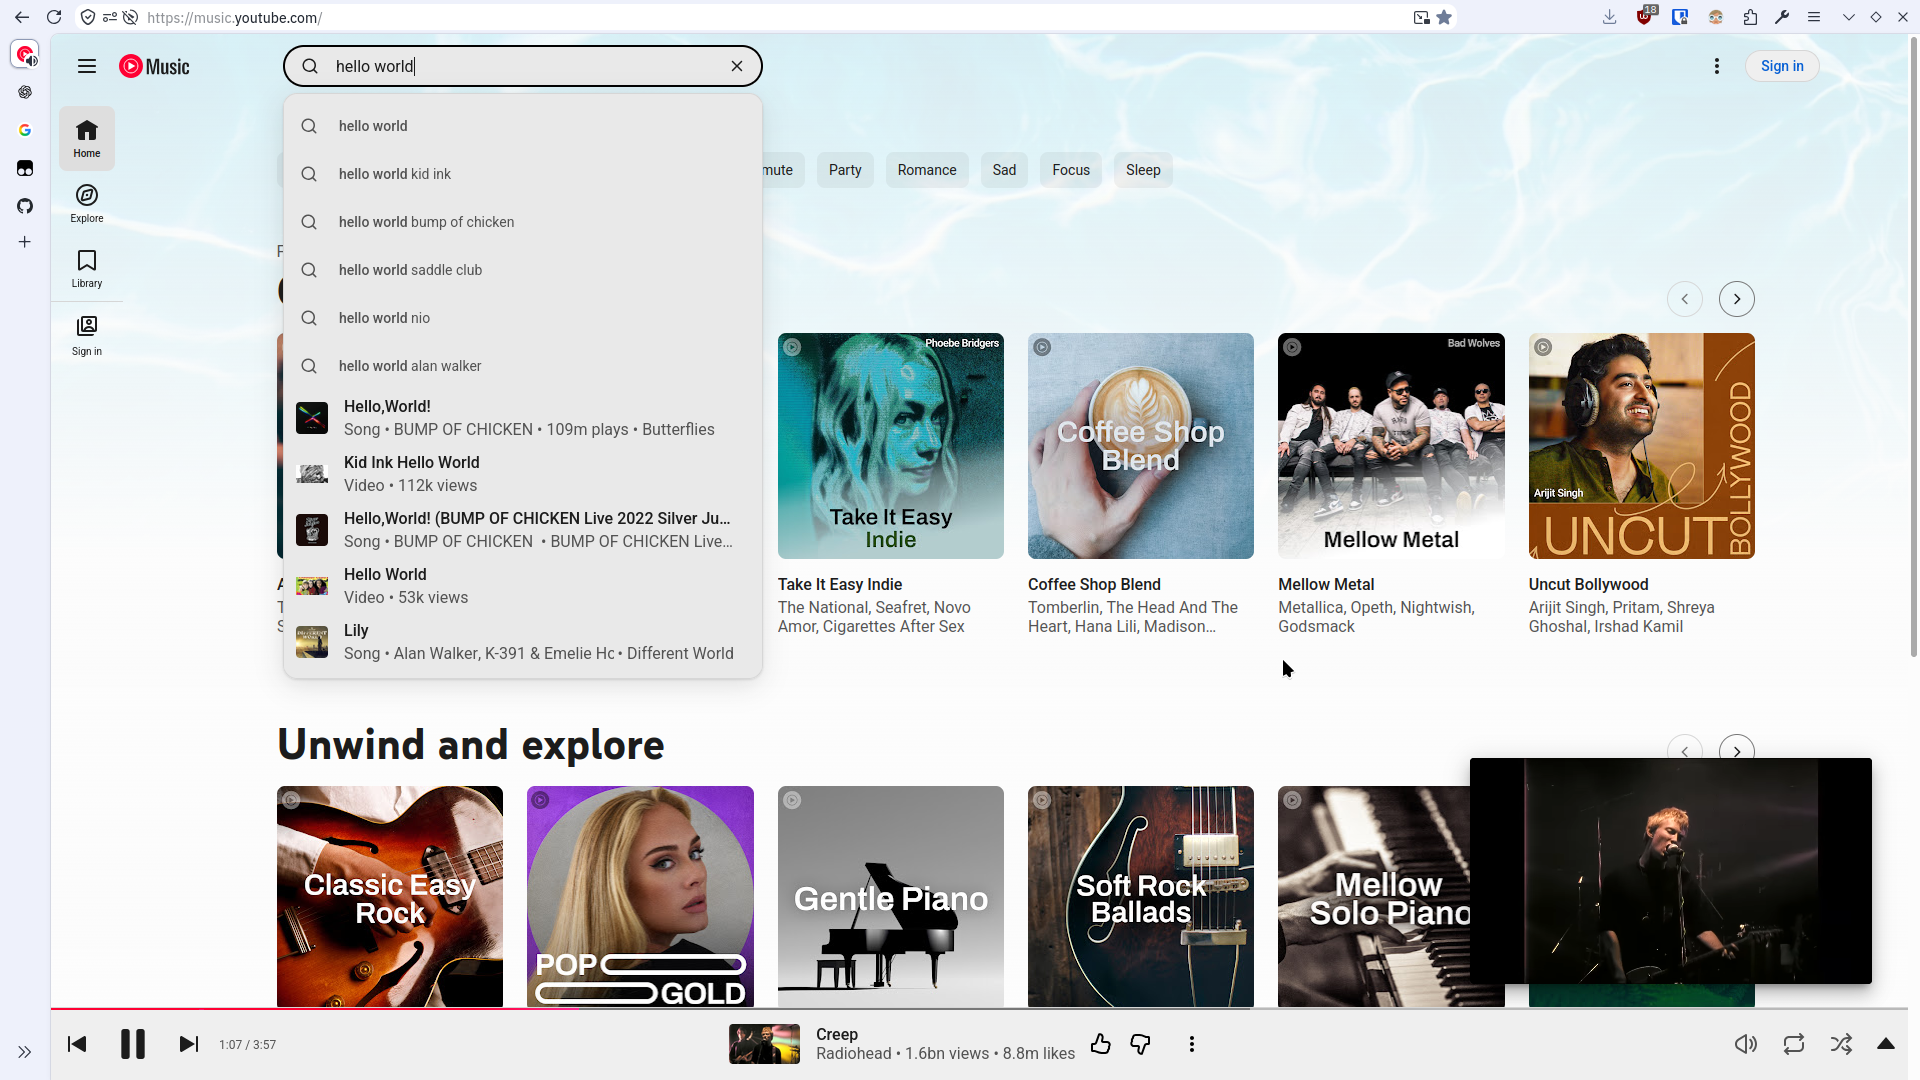 18
https://music.youtube.com/
Music
hello world
Sign in
Home
Explore
Library
Sign in
hello world
hello world kid ink
hello world bump of chicken
hello world saddle club
hello world nio
hello world alan walker
Hello,World!
Song • BUMP OF CHICKEN • 109m plays • Butterflies
Kid Ink Hello World
Video • 112k views
Hello,World! (BUMP OF CHICKEN Live 2022 Silver Ju...
Song • BUMP OF CHICKEN • BUMP OF CHICKEN Live...
Hello World
Video • 53k views
Lily
Song • Alan Walker, K-391 & Emelie Ho • Different World
mute
Party
Romance
Sad
Focus
Sleep
Phoebe Bridgers
Take It Easy
Indie
Coffee Shop
Blend
Bad Wolves
Mellow Metal
Arijit Singh
UNCUT
BOLLYWOOD
Take It Easy Indie
The National, Seafret, Novo
Amor, Cigarettes After Sex
Coffee Shop Blend
Tomberlin, The Head And The
Heart, Hana Lili, Madison...
Mellow Metal
Metallica, Opeth, Nightwish,
Godsmack
Uncut Bollywood
Arijit Singh, Pritam, Shreya
Ghoshal, Irshad Kamil
Unwind and explore
Classic Easy
Rock
POP
GOLD
Gentle Piano
Soft Rock
Ballads
Mellow
Solo Piano
1:07 / 3:57
Creep
Radiohead • 1.6bn views • 8.8m likes